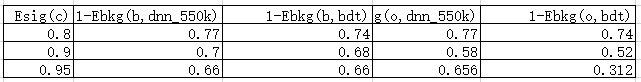 Esig(c) 1-Ebkg(b,dnn_550k) 1-Ebkg(b,bdt) g(o,dnn_550k) 1-Ebkg(o,bdt)
0.8 0.77 0.74 0.77 0.74
0.9 0.7 0.68 0.58 0.52
0.95 0.66 0.66 0.656 0.312